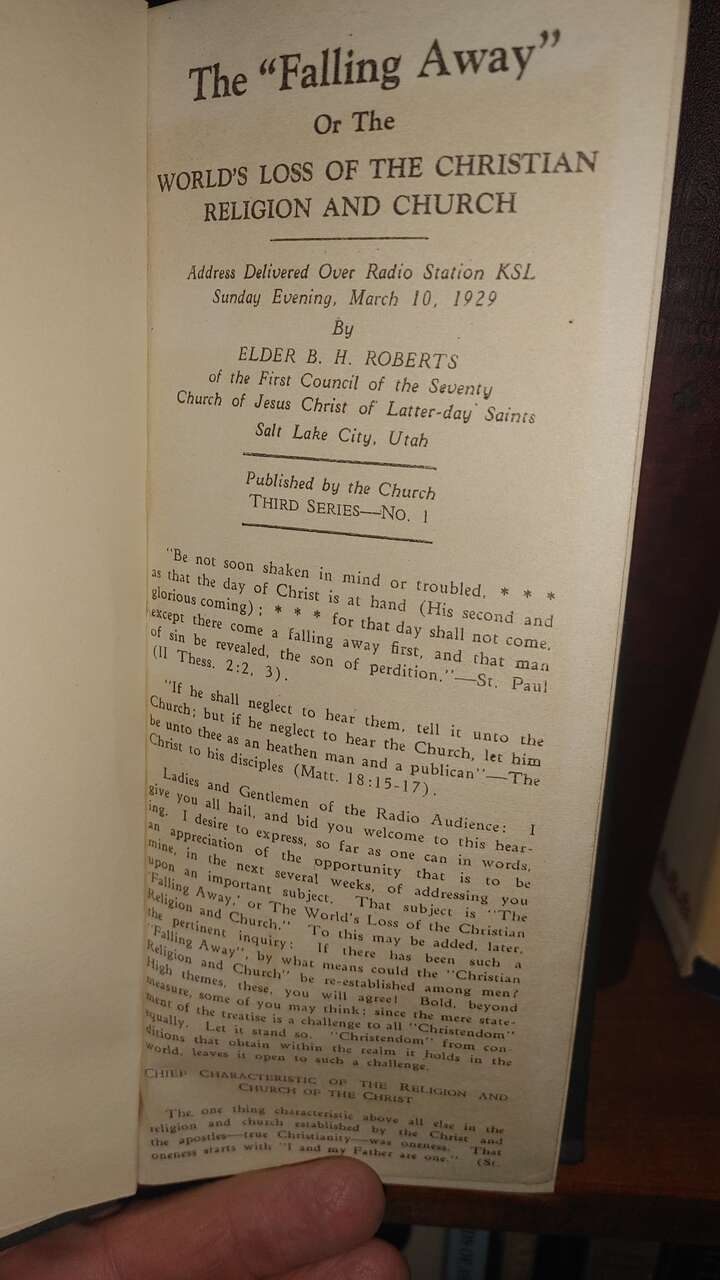 The "Falling Away"
Or The
WORLD'S LOSS OF THE CHRISTIAN
RELIGION AND CHURCH
Address Delivered Over Radio Station KSL
Sunday Evening, March 10, 1929
By
ELDER B. H. ROBERTS
of the First Council of the Seventy
Church of Jesus Christ of Latter-day Saints
Salt Lake City, Utah
Published by the Church
THIRD SERIES—NO. 1
"Be not soon shaken in mind or troubled, * * *
as that the day of Christ is at hand (His second and
glorious coming); * * * for that day shall not come,
except there come a falling away first, and that man
of sin be revealed, the son of perdition."—St. Paul
(II Thess. 2:2, 3).
"If he shall neglect to hear them, tell it unto the
Church; but if he neglect to hear the Church, let him
be unto thee as an heathen man and a publican"—The
Christ to his disciples (Matt. 18:15-17).
Ladies and Gentlemen of the Radio Audience: I
give you all hail, and bid you welcome to this hear-
ing. I desire to express, so far as one can in words,
an appreciation of the opportunity that is to be
mine, in the next several weeks, of addressing you
upon an important subject. That subject is "The
'Falling Away,' or The World's Loss of the Christian
Religion and Church." To this may be added, later,
the pertinent inquiry: If there has been such a
"Falling Away", by what means could the "Christian
Religion and Church" be re-established among men?
High themes, these, you will agree! Bold, beyond
measure, some of you may think; since the mere state-
ment of the treatise is a challenge to all "Christendom"
equally. Let it stand so. "Christendom" from con-
ditions that obtain within the realm it holds in the
world, leaves it open to such a challenge.
CHIEF CHARACTERISTIC OF THE RELIGION AND
CHURCH OF THE CHRIST
The one thing characteristic above all else in the
religion and church established by the Christ and
the apostles—true Christianity—was oneness. That
oneness starts with "I and my Father are one." (St.